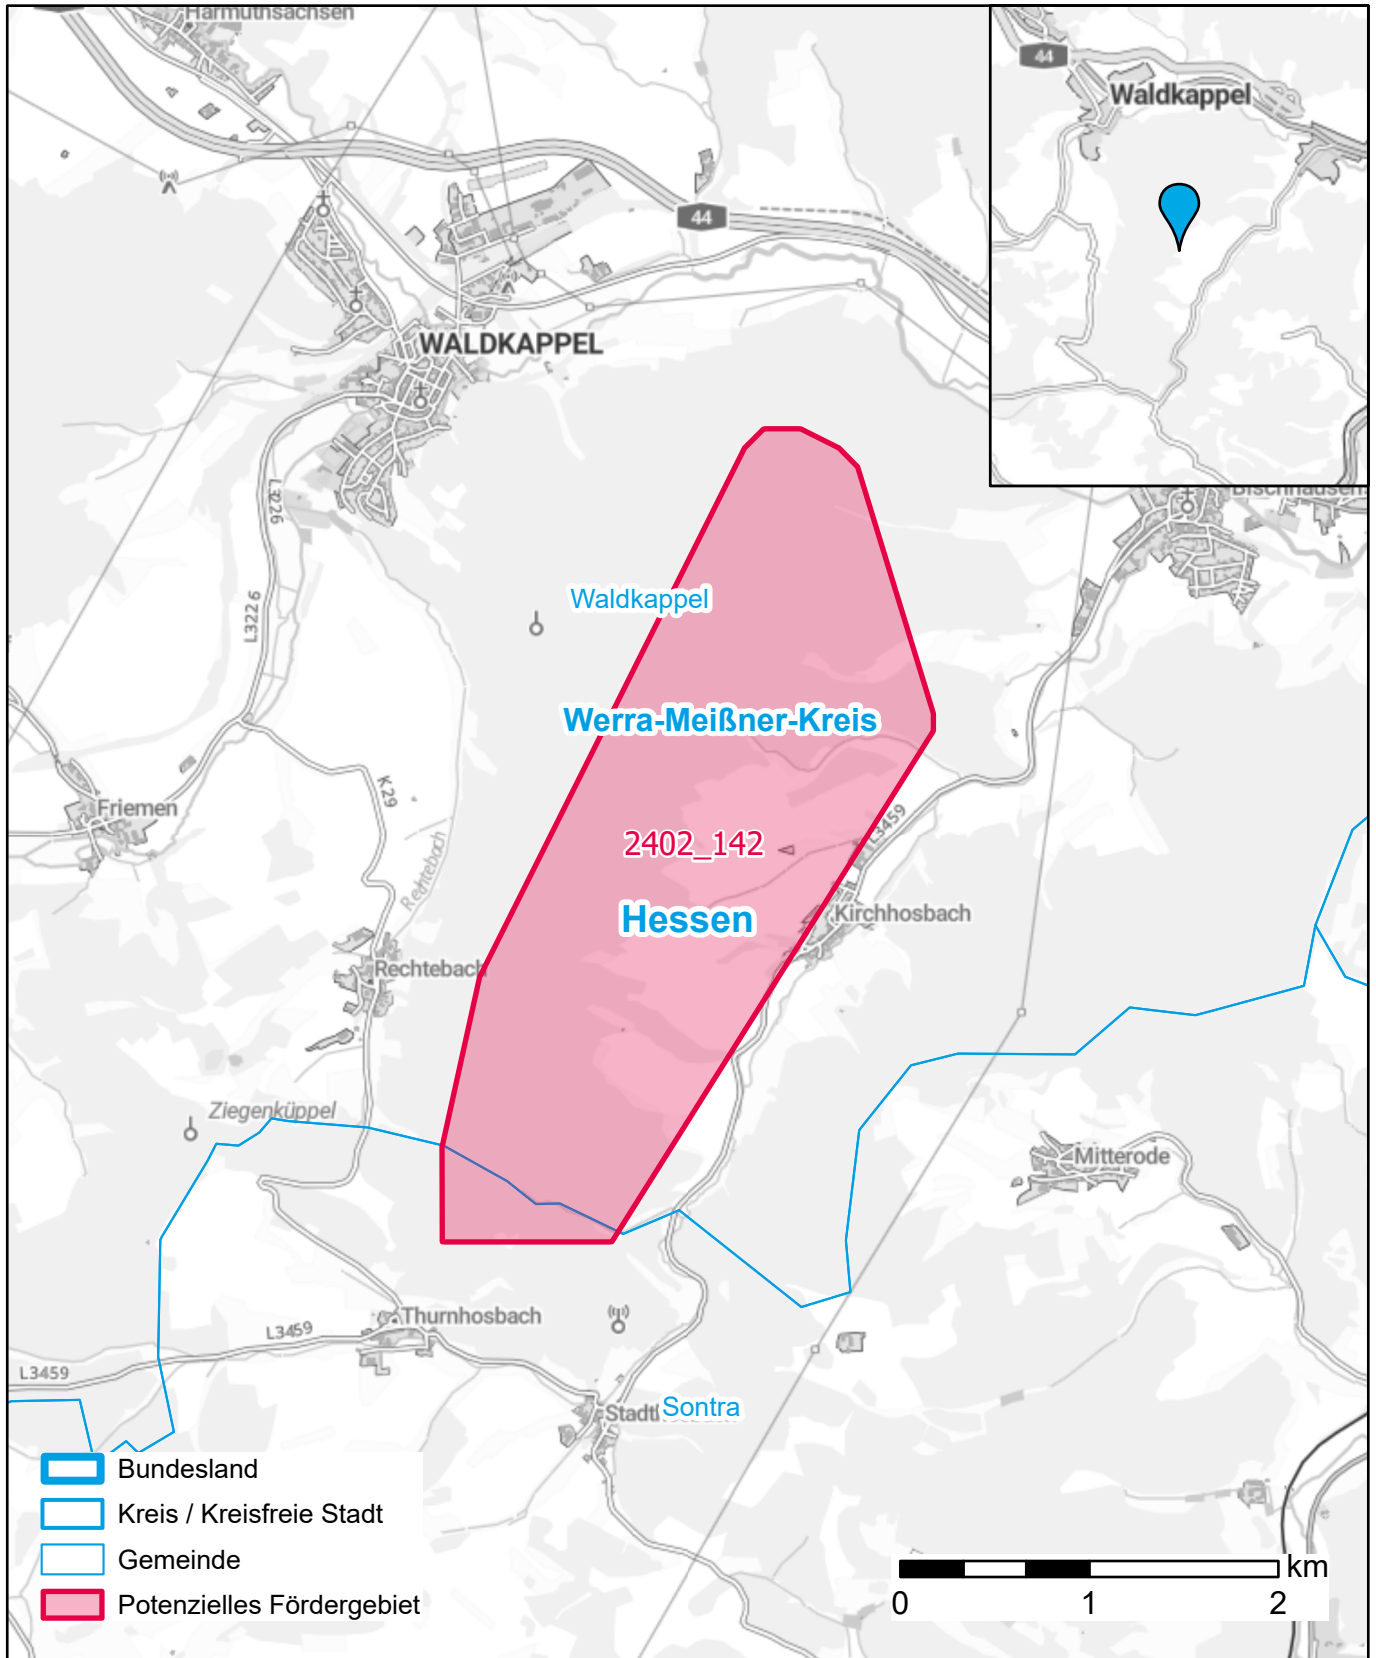 Harmuthsachsen
44
Waldkappel
44
WALDKAPPEL
Bischhausen
L3226
Waldkappel
L3226
Werra-Meißner-Kreis
K29
Friemen
L3459
2402_142
Rechtebach
Hessen
Kirchhosbach
Rechtebach
Ziegenküppel
Mitterode
Thurnhosbach
L3459
L3459
Sontra
Bundesland
Kreis / Kreisfreie Stadt
Gemeinde
Potenzielles Fördergebiet
km
0 1 2